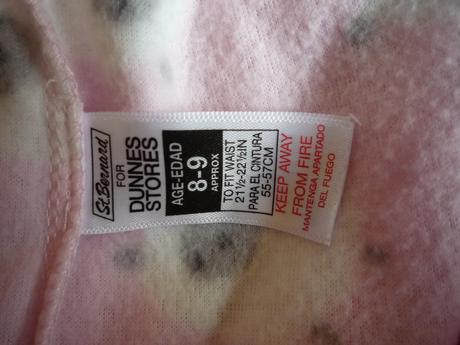 St. Bernard
FOR
DUNNES
STORES
AGE-EDAD
8-9
APPROX
TO FIT WAIST
21½-22½IN
PARA EL CINTURA
55-57CM
KEEP AWAY
FROM FIRE
MANTENGA APARTADO
DEL FUEGO